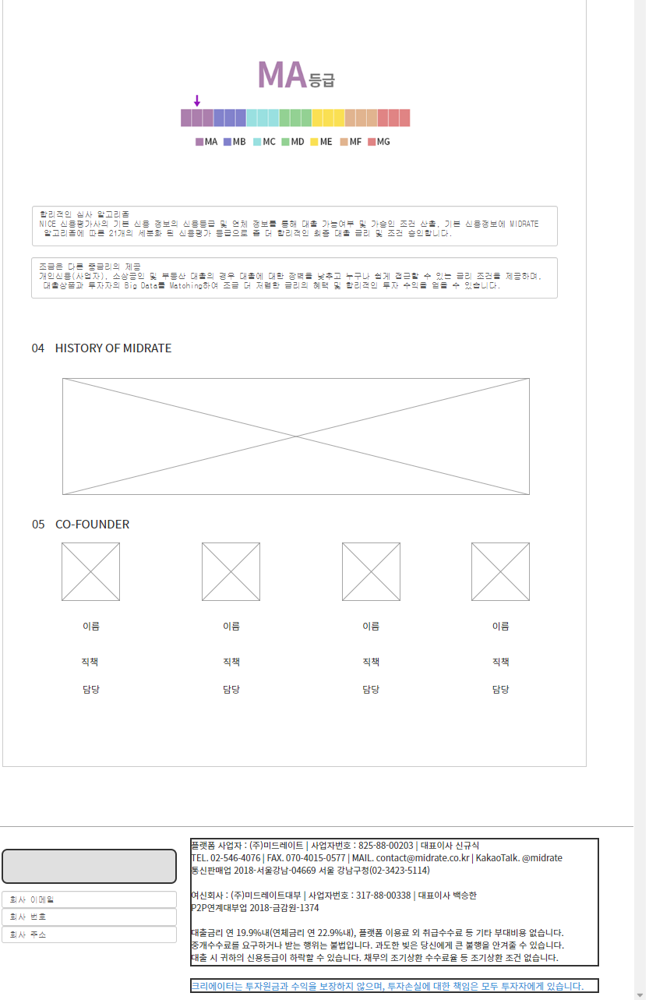 MA등급
MA MB MC MD ME MF MG
합리적인 심사 알고리즘
NICE 신용평가사의 기본 신용 정보의 신용등급 및 연체 정보를 통해 대출 가능여부 및 가승인 조건 산출, 기본 신용정보에 MIDRATE
알고리즘에 따른 21개의 세분화 된 신용평가 등급으로 좀 더 합리적인 최종 대출 금리 및 조건 승인합니다.
조금은 다른 중금리의 제공
개인신용(사업자), 소상공인 및 부동산 대출의 경우 대출에 대한 장벽을 낮추고 누구나 쉽게 접근할 수 있는 금리 조건을 제공하며,
대출상품과 투자자의 Big Data를 Matching하여 조금 더 저렴한 금리의 혜택 및 합리적인 투자 수익을 얻을 수 있습니다.
04 HISTORY OF MIDRATE
05 CO-FOUNDER
이름 이름 이름 이름
직책 직책 직책 직책
담당 담당 담당 담당
플랫폼 사업자 : (주)미드레이트 | 사업자번호 : 825-88-00203 | 대표이사 신규식
TEL. 02-546-4076 | FAX. 070-4015-0577 | MAIL. contact@midrate.co.kr | KakaoTalk. @midrate
통신판매업 2018-서울강남-04669 서울 강남구청(02-3423-5114)
여신회사 : (주)미드레이트대부 | 사업자번호 : 317-88-00338 | 대표이사 백승한
P2P연계대부업 2018-금감원-1374
대출금리 연 19.9%내(연체금리 연 22.9%내), 플랫폼 이용료 외 취급수수료 등 기타 부대비용 없습니다.
중개수수료를 요구하거나 받는 행위는 불법입니다. 과도한 빚은 당신에게 큰 불행을 안겨줄 수 있습니다.
대출 시 귀하의 신용등급이 하락할 수 있습니다. 채무의 조기상환 수수료율 등 조기상환 조건 없습니다.
크리에이터는 투자원금과 수익을 보장하지 않으며, 투자손실에 대한 책임은 모두 투자자에게 있습니다.
회사 이메일
회사 번호
회사 주소